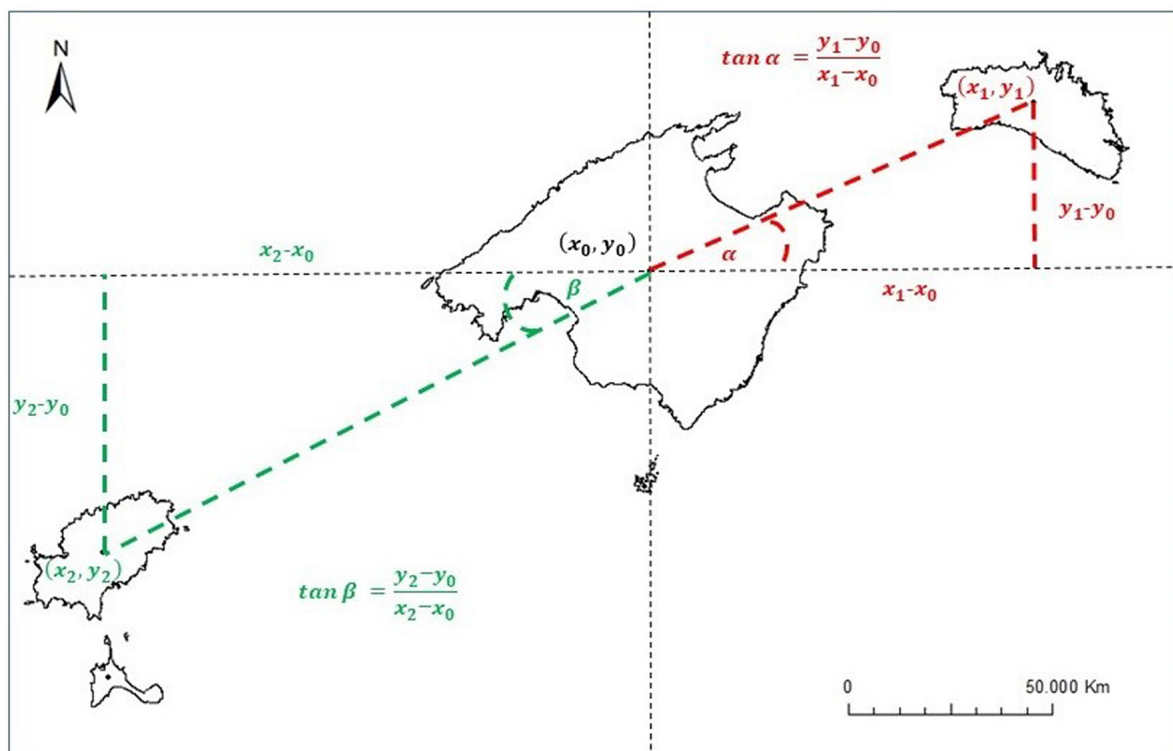 N
tan α = y₁−y₀ / x₁−x₀
(x₁, y₁)
y₁-y₀
(x₀, y₀)
x₂-x₀
α
β
x₁-x₀
y₂-y₀
(x₂, y₂)
tan β = y₂−y₀ / x₂−x₀
0 50.000 Km